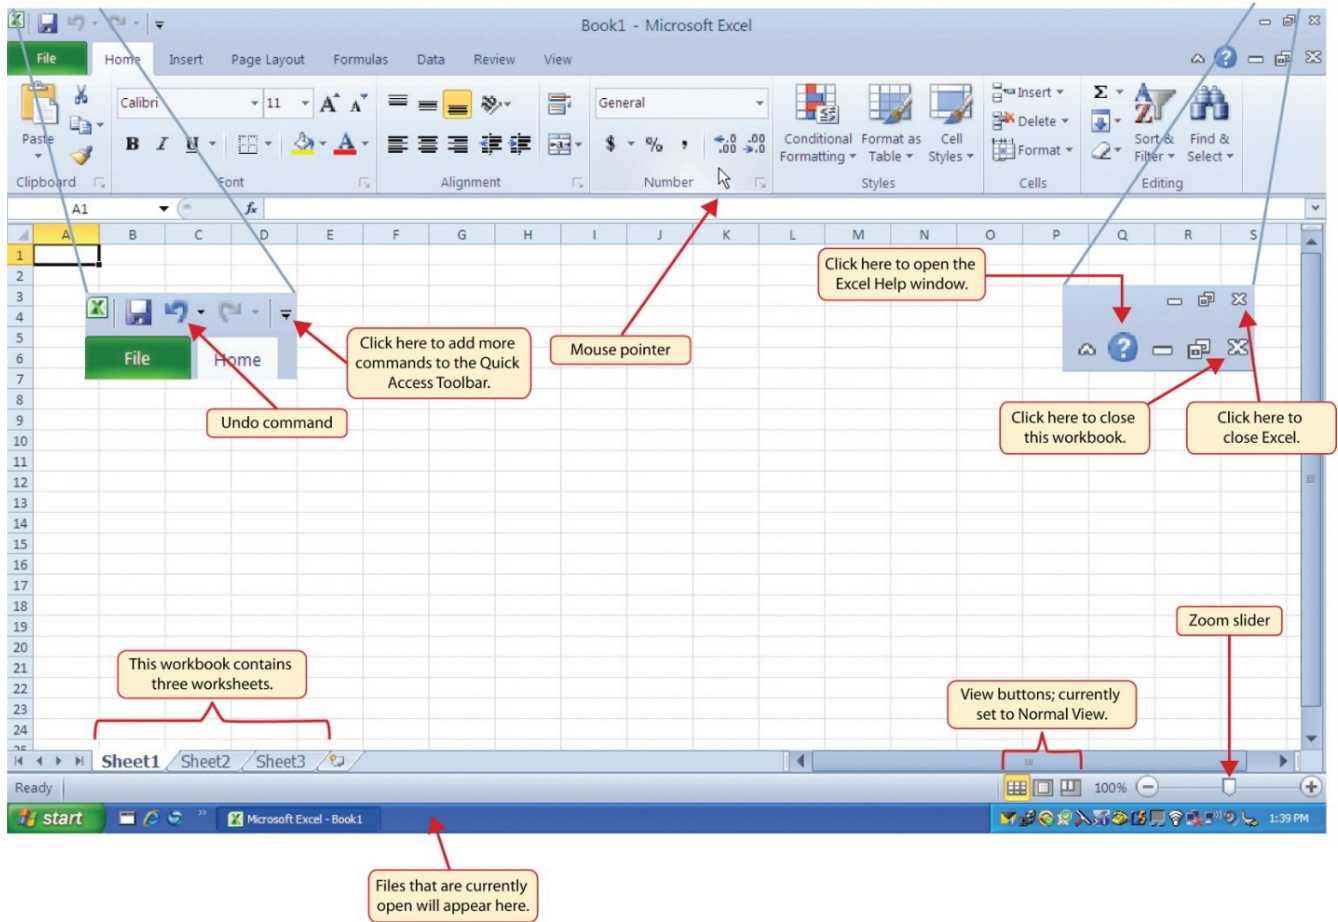 Book1 - Microsoft Excel
File Home Insert Page Layout Formulas Data Review View
Calibri 11 A A General Σ Insert
Paste Delete
B I U A $ % , .0 .00 .00 .0 Conditional Formatting Format as Table Cell Styles Format Sort & Filter Find & Select
Clipboard Font Alignment Number Styles Cells Editing
A1 fx
A B C D E F G H I J K L M N O P Q R S
1
2
3
4
5
6
7
8
9
10
11
12
13
14
15
16
17
18
19
20
21
22
23
24
25
Click here to open the
Excel Help window.
File Home
Click here to add more
commands to the Quick
Access Toolbar.
Mouse pointer
Undo command
Click here to close
this workbook.
Click here to
close Excel.
Zoom slider
This workbook contains
three worksheets.
View buttons; currently
set to Normal View.
Sheet1 Sheet2 Sheet3
Ready 100%
start Microsoft Excel - Book1 1:39 PM
Files that are currently
open will appear here.